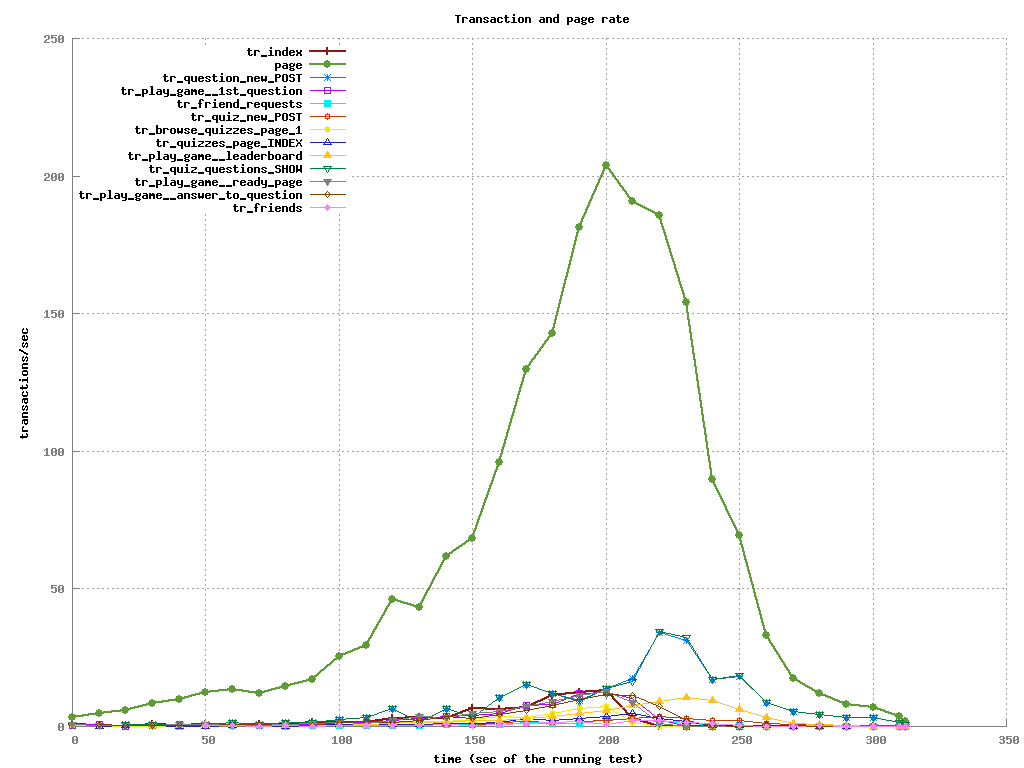 Transaction and page rate
250
200
150
100
50
0
transactions/sec
tr_index
page
tr_question_new_POST
tr_play_game__1st_question
tr_friend_requests
tr_quiz_new_POST
tr_browse_quizzes_page_1
tr_quizzes_page_INDEX
tr_play_game__leaderboard
tr_quiz_questions_SHOW
tr_play_game__ready_page
tr_play_game__answer_to_question
tr_friends
0 50 100 150 200 250 300 350
time (sec of the running test)